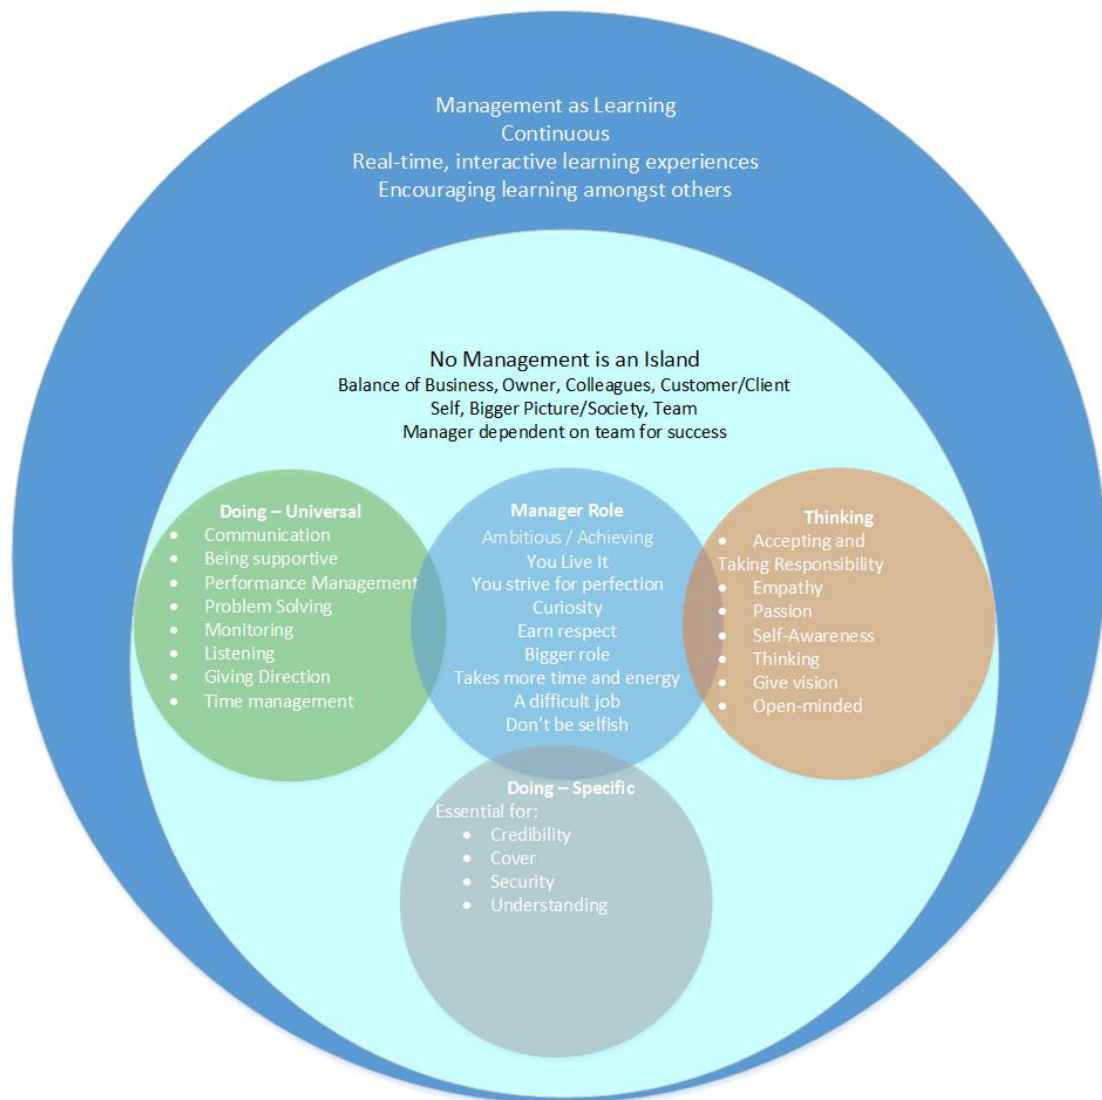 Management as Learning
Continuous
Real-time, interactive learning experiences
Encouraging learning amongst others
No Management is an Island
Balance of Business, Owner, Colleagues, Customer/Client
Self, Bigger Picture/Society, Team
Manager dependent on team for success
Doing – Universal
• Communication
• Being supportive
• Performance Management
• Problem Solving
• Monitoring
• Listening
• Giving Direction
• Time management
Manager Role
Ambitious / Achieving
You Live It
You strive for perfection
Curiosity
Earn respect
Bigger role
Takes more time and energy
A difficult job
Don't be selfish
Thinking
• Accepting and
Taking Responsibility
• Empathy
• Passion
• Self-Awareness
• Thinking
• Give vision
• Open-minded
Doing – Specific
Essential for:
• Credibility
• Cover
• Security
• Understanding